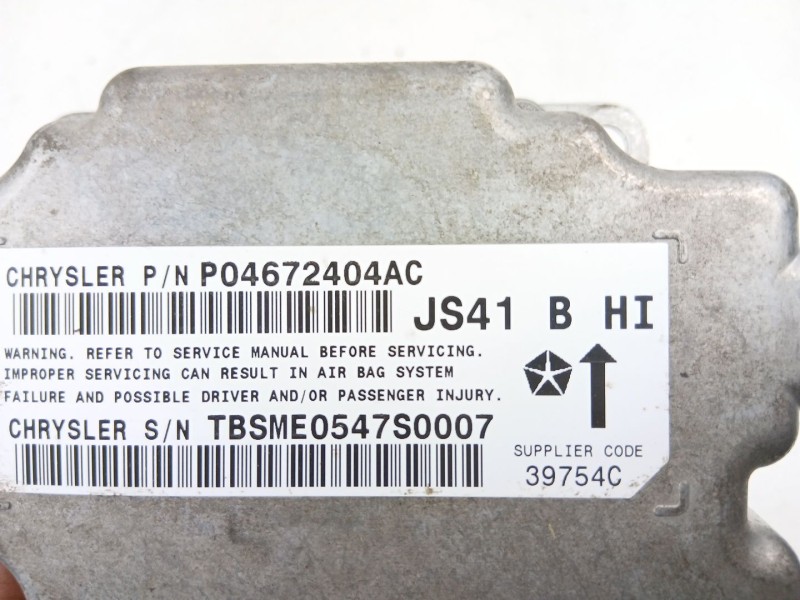 CHRYSLER P/N P04672404AC
JS41 B HI
WARNING. REFER TO SERVICE MANUAL BEFORE SERVICING.
IMPROPER SERVICING CAN RESULT IN AIR BAG SYSTEM
FAILURE AND POSSIBLE DRIVER AND/OR PASSENGER INJURY.
CHRYSLER S/N TBSME0547S0007
SUPPLIER CODE
39754C